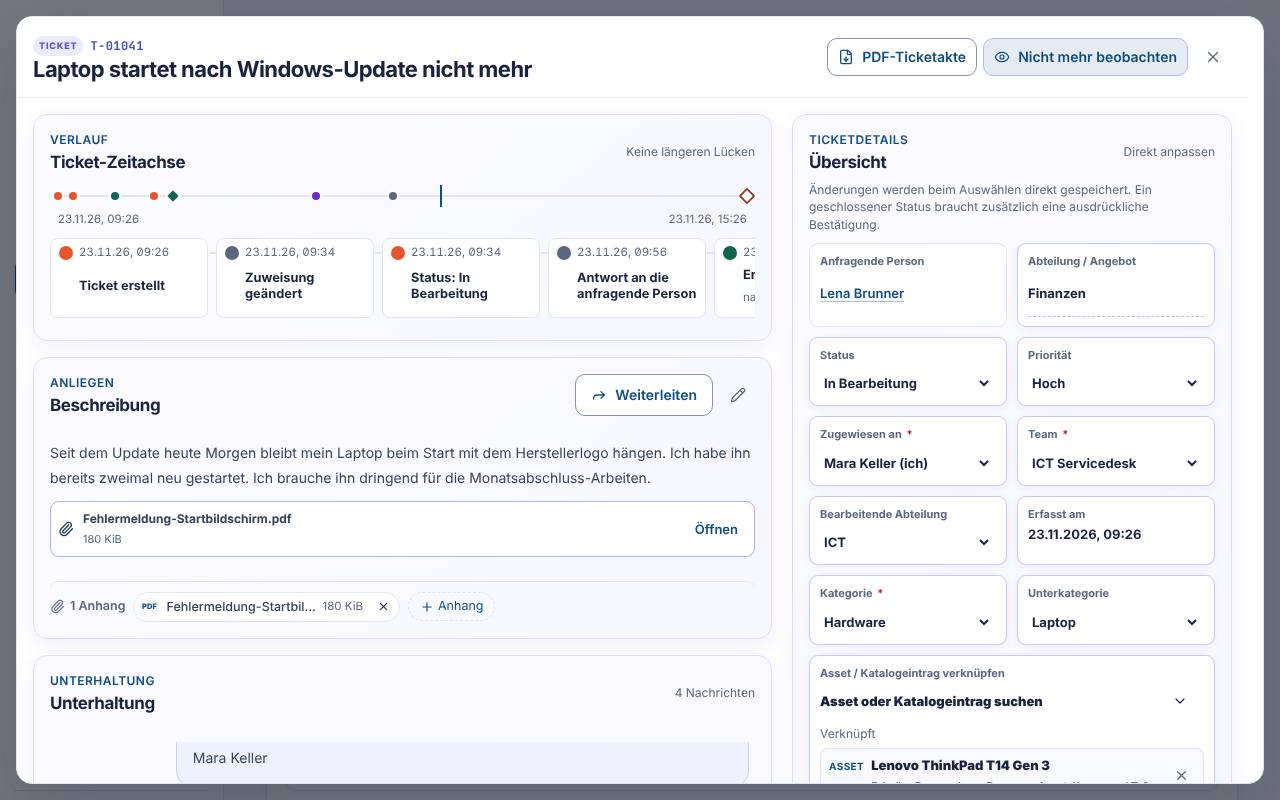 TICKET T-01041
Laptop startet nach Windows-Update nicht mehr
PDF-Ticketakte
Nicht mehr beobachten
VERLAUF
Ticket-Zeitachse
Keine längeren Lücken
23.11.26, 09:26
23.11.26, 15:26
23.11.26, 09:26
Ticket erstellt
23.11.26, 09:34
Zuweisung
geändert
23.11.26, 09:34
Status: In
Bearbeitung
23.11.26, 09:56
Antwort an die
anfragende Person
ANLIEGEN
Beschreibung
Weiterleiten
Seit dem Update heute Morgen bleibt mein Laptop beim Start mit dem Herstellerlogo hängen. Ich habe ihn
bereits zweimal neu gestartet. Ich brauche ihn dringend für die Monatsabschluss-Arbeiten.
Fehlermeldung-Startbildschirm.pdf
180 KiB
Öffnen
1 Anhang
PDF Fehlermeldung-Startbil... 180 KiB
+ Anhang
UNTERHALTUNG
Unterhaltung
4 Nachrichten
Mara Keller
TICKETDETAILS
Übersicht
Direkt anpassen
Änderungen werden beim Auswählen direkt gespeichert. Ein
geschlossener Status braucht zusätzlich eine ausdrückliche
Bestätigung.
Anfragende Person
Lena Brunner
Abteilung / Angebot
Finanzen
Status
In Bearbeitung
Priorität
Hoch
Zugewiesen an *
Mara Keller (ich)
Team *
ICT Servicedesk
Bearbeitende Abteilung
ICT
Erfasst am
23.11.2026, 09:26
Kategorie *
Hardware
Unterkategorie
Laptop
Asset / Katalogeintrag verknüpfen
Asset oder Katalogeintrag suchen
Verknüpft
ASSET Lenovo ThinkPad T14 Gen 3